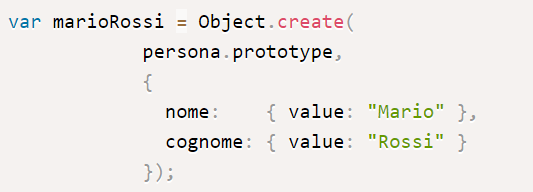 var marioRossi = Object.create(
persona.prototype,
{
nome: { value: "Mario" },
cognome: { value: "Rossi" }
});